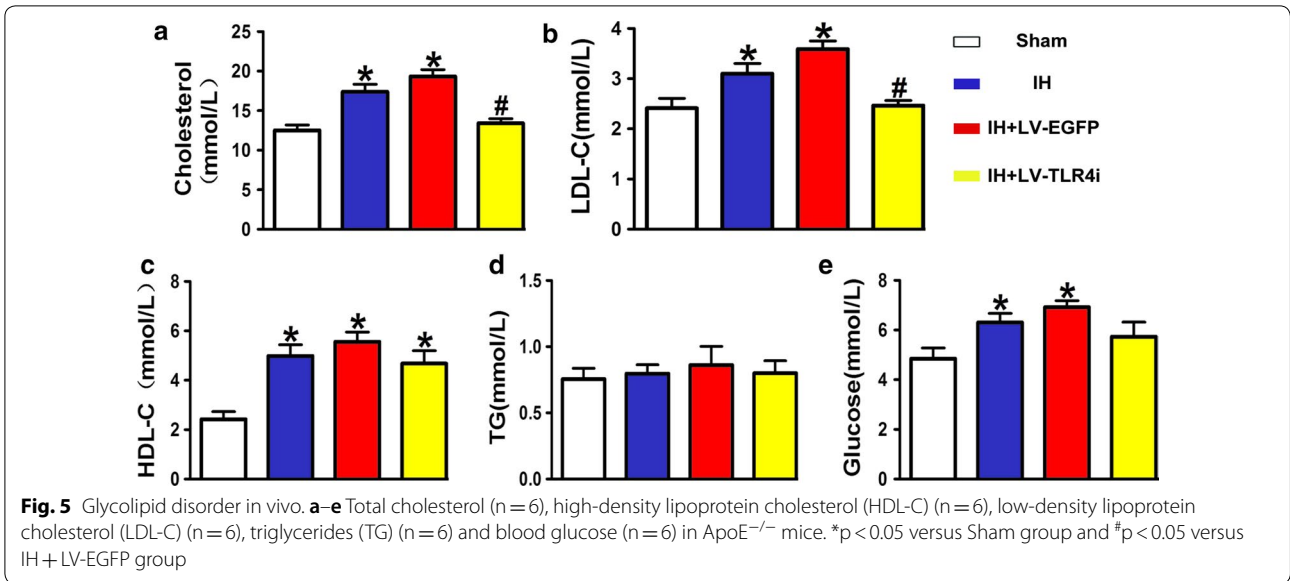 a
Cholesterol
(mmol/L)
25
20
15
10
5
0
*
*
#
b
LDL-C(mmol/L)
4
3
2
1
0
*
*
#
Sham
IH
IH+LV-EGFP
IH+LV-TLR4i
c
HDL-C (mmol/L)
8
6
4
2
0
*
*
*
d
TG(mmol/L)
1.5
1.0
0.5
0.0
e
Glucose(mmol/L)
8
6
4
2
0
*
*
Fig. 5 Glycolipid disorder in vivo. a–e Total cholesterol (n = 6), high-density lipoprotein cholesterol (HDL-C) (n = 6), low-density lipoprotein
cholesterol (LDL-C) (n = 6), triglycerides (TG) (n = 6) and blood glucose (n = 6) in ApoE−/− mice. *p < 0.05 versus Sham group and #p < 0.05 versus
IH + LV-EGFP group